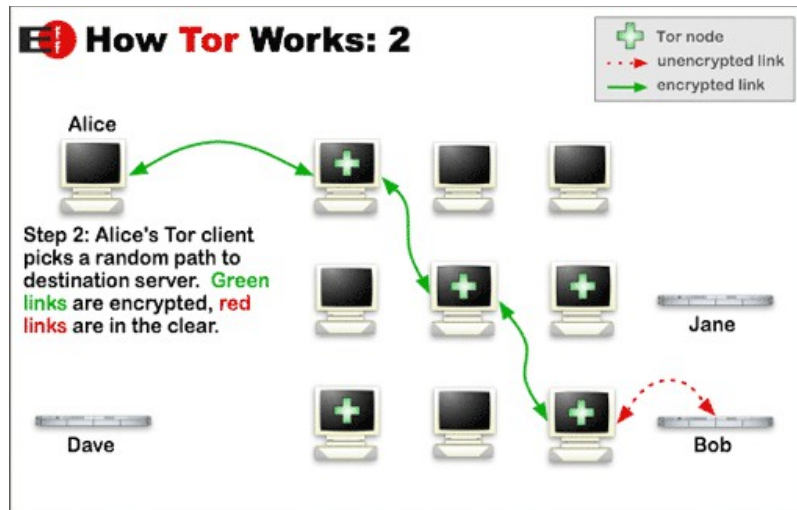 EFF How Tor Works: 2
Tor node
unencrypted link
encrypted link
Alice
Step 2: Alice's Tor client
picks a random path to
destination server. Green
links are encrypted, red
links are in the clear.
Jane
Dave
Bob